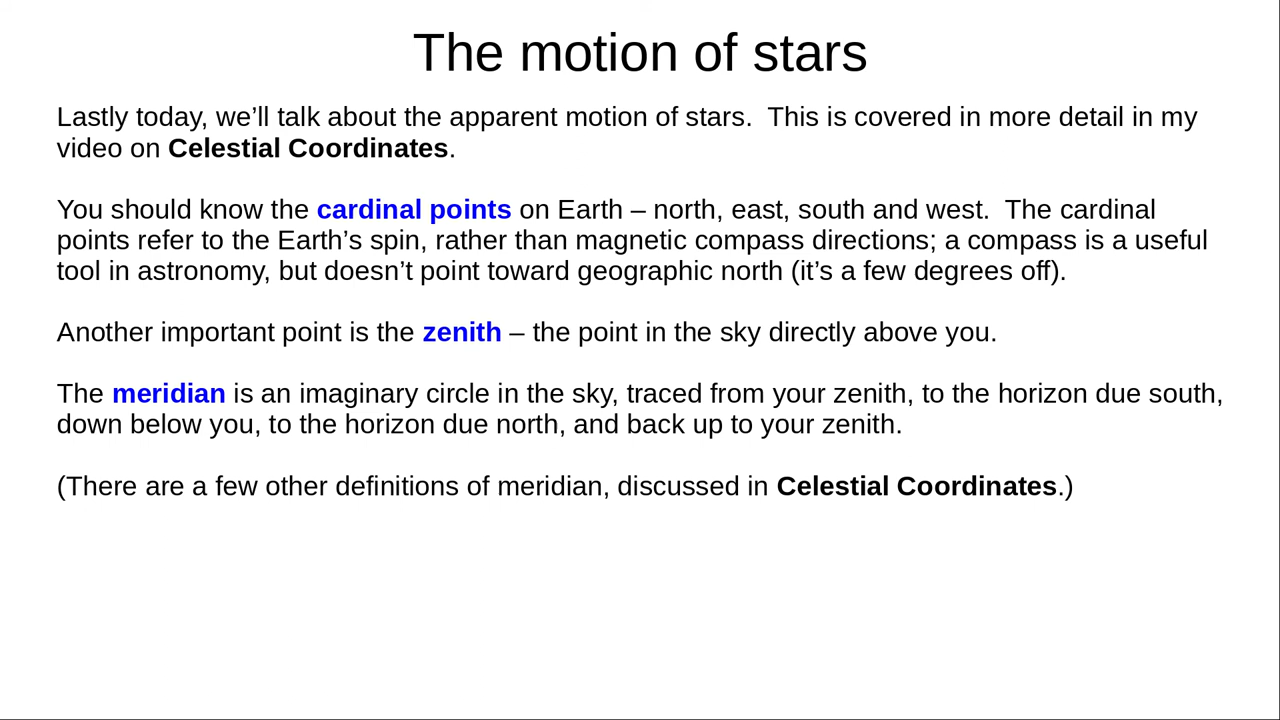 The motion of stars
Lastly today, we’ll talk about the apparent motion of stars.  This is covered in more detail in my
video on Celestial Coordinates.
You should know the cardinal points on Earth – north, east, south and west.  The cardinal
points refer to the Earth’s spin, rather than magnetic compass directions; a compass is a useful
tool in astronomy, but doesn’t point toward geographic north (it’s a few degrees off).
Another important point is the zenith – the point in the sky directly above you.
The meridian is an imaginary circle in the sky, traced from your zenith, to the horizon due south,
down below you, to the horizon due north, and back up to your zenith.
(There are a few other definitions of meridian, discussed in Celestial Coordinates.)